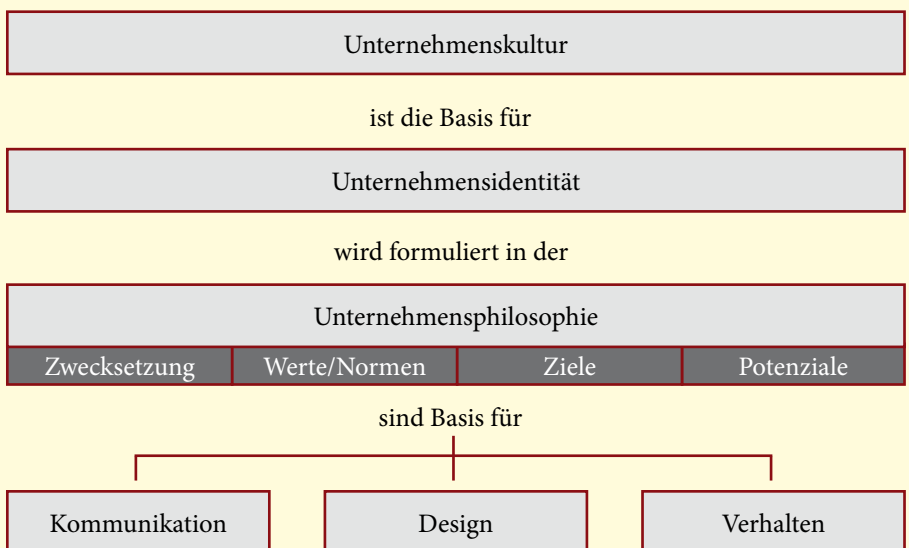 Unternehmenskultur
ist die Basis für
Unternehmensidentität
wird formuliert in der
Unternehmensphilosophie
Zwecksetzung Werte/Normen Ziele Potenziale
sind Basis für
Kommunikation Design Verhalten